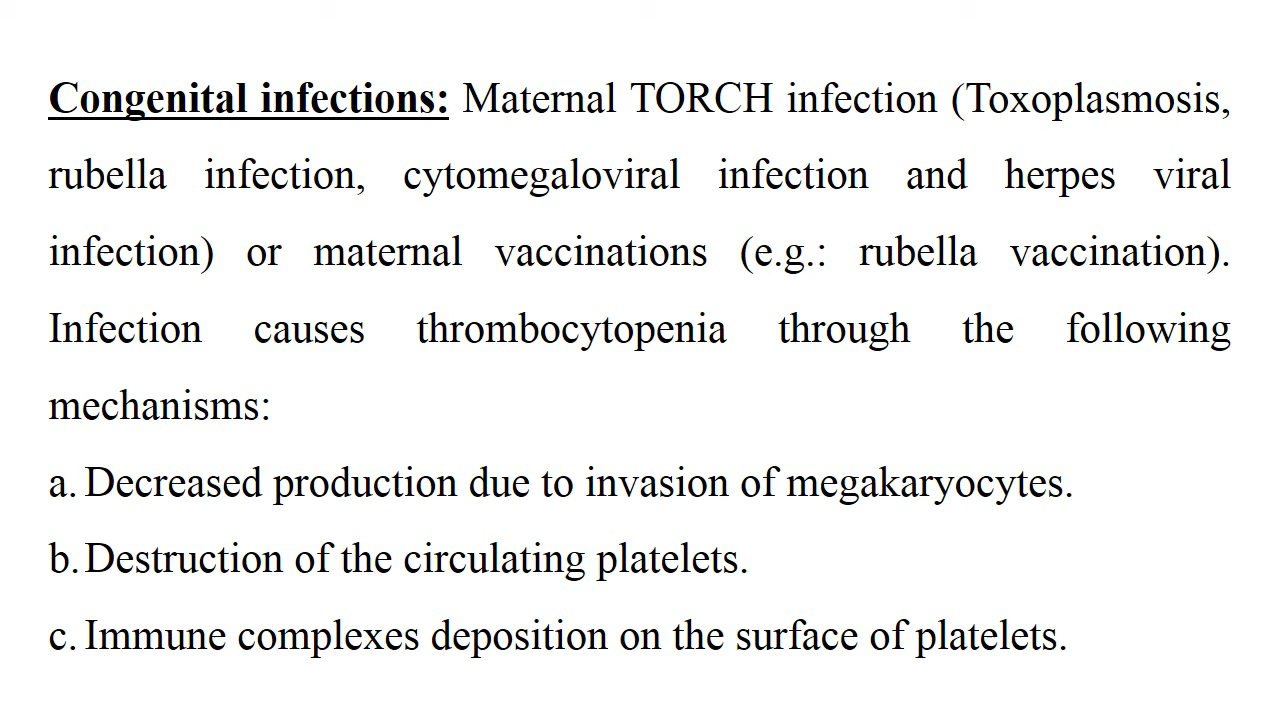 Congenital infections: Maternal TORCH infection (Toxoplasmosis,
rubella infection, cytomegaloviral infection and herpes viral
infection) or maternal vaccinations (e.g.: rubella vaccination).
Infection causes thrombocytopenia through the following
mechanisms:
a. Decreased production due to invasion of megakaryocytes.
b. Destruction of the circulating platelets.
c. Immune complexes deposition on the surface of platelets.